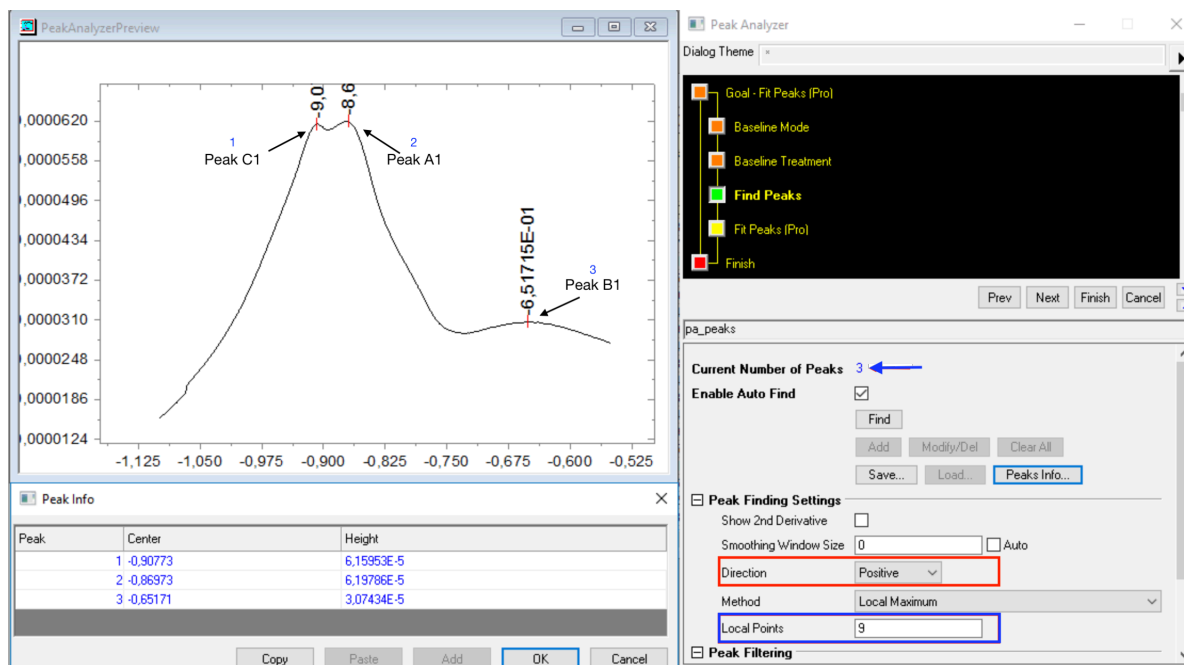 PeakAnalyzerPreview
9,0
8,6
1
Peak C1
2
Peak A1
6,51715E-01
3
Peak B1
,0000620
,0000558
,0000496
,0000434
,0000372
,0000310
,0000248
,0000186
,0000124
-1,125 -1,050 -0,975 -0,900 -0,825 -0,750 -0,675 -0,600 -0,525
Peak Info
Peak Center Height
1 -0,90773 6,15953E-5
2 -0,86973 6,19786E-5
3 -0,65171 3,07434E-5
Copy Paste Add OK Cancel
Peak Analyzer
Dialog Theme *
Goal - Fit Peaks (Pro)
Baseline Mode
Baseline Treatment
Find Peaks
Fit Peaks (Pro)
Finish
Prev Next Finish Cancel
pa_peaks
Current Number of Peaks 3
Enable Auto Find
Find
Add Modify/Del Clear All
Save... Load... Peaks Info...
Peak Finding Settings
Show 2nd Derivative
Smoothing Window Size 0 Auto
Direction Positive
Method Local Maximum
Local Points 9
Peak Filtering